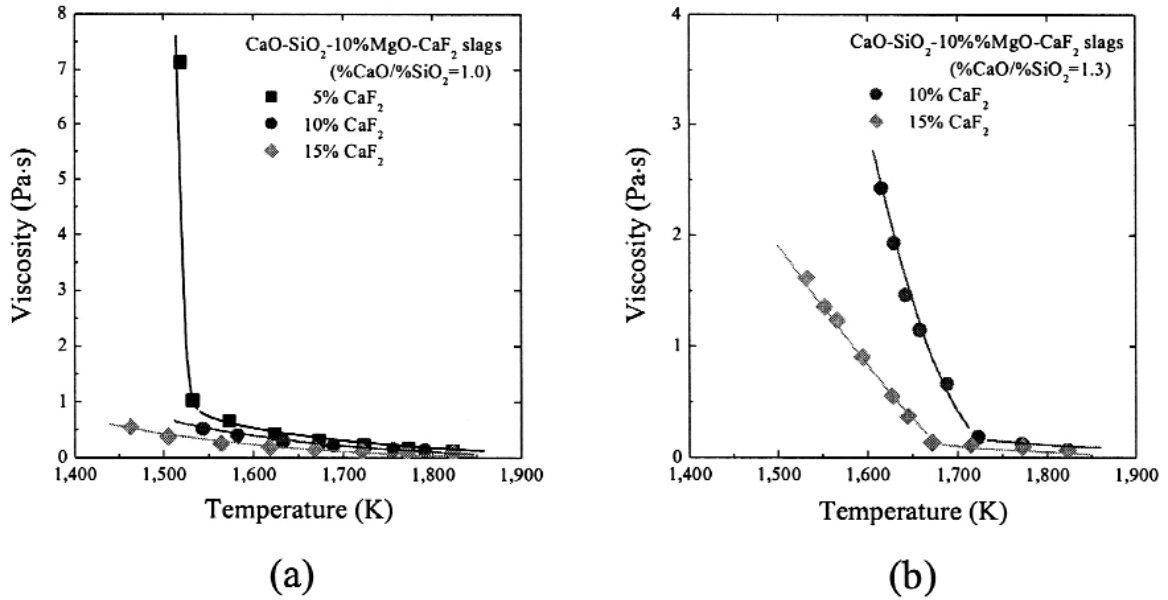 8
7
6
5
4
3
2
1
0
Viscosity (Pa·s)
CaO-SiO₂-10%MgO-CaF₂ slags
(%CaO/%SiO₂=1.0)
5% CaF₂
10% CaF₂
15% CaF₂
1,400 1,500 1,600 1,700 1,800 1,900
Temperature (K)
(a)
4
3
2
1
0
Viscosity (Pa·s)
CaO-SiO₂-10%%MgO-CaF₂ slags
(%CaO/%SiO₂=1.3)
10% CaF₂
15% CaF₂
1,400 1,500 1,600 1,700 1,800 1,900
Temperature (K)
(b)